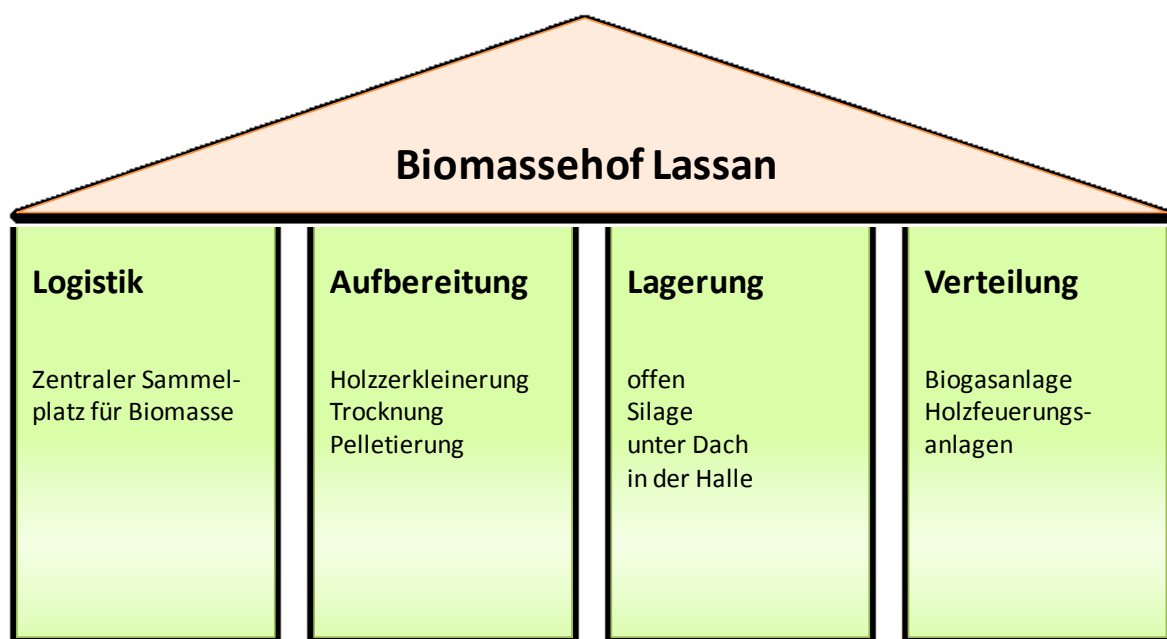 Biomassehof Lassan
Logistik
Zentraler Sammel-
platz für Biomasse
Aufbereitung
Holzzerkleinerung
Trocknung
Pelletierung
Lagerung
offen
Silage
unter Dach
in der Halle
Verteilung
Biogasanlage
Holzfeuerungs-
anlagen